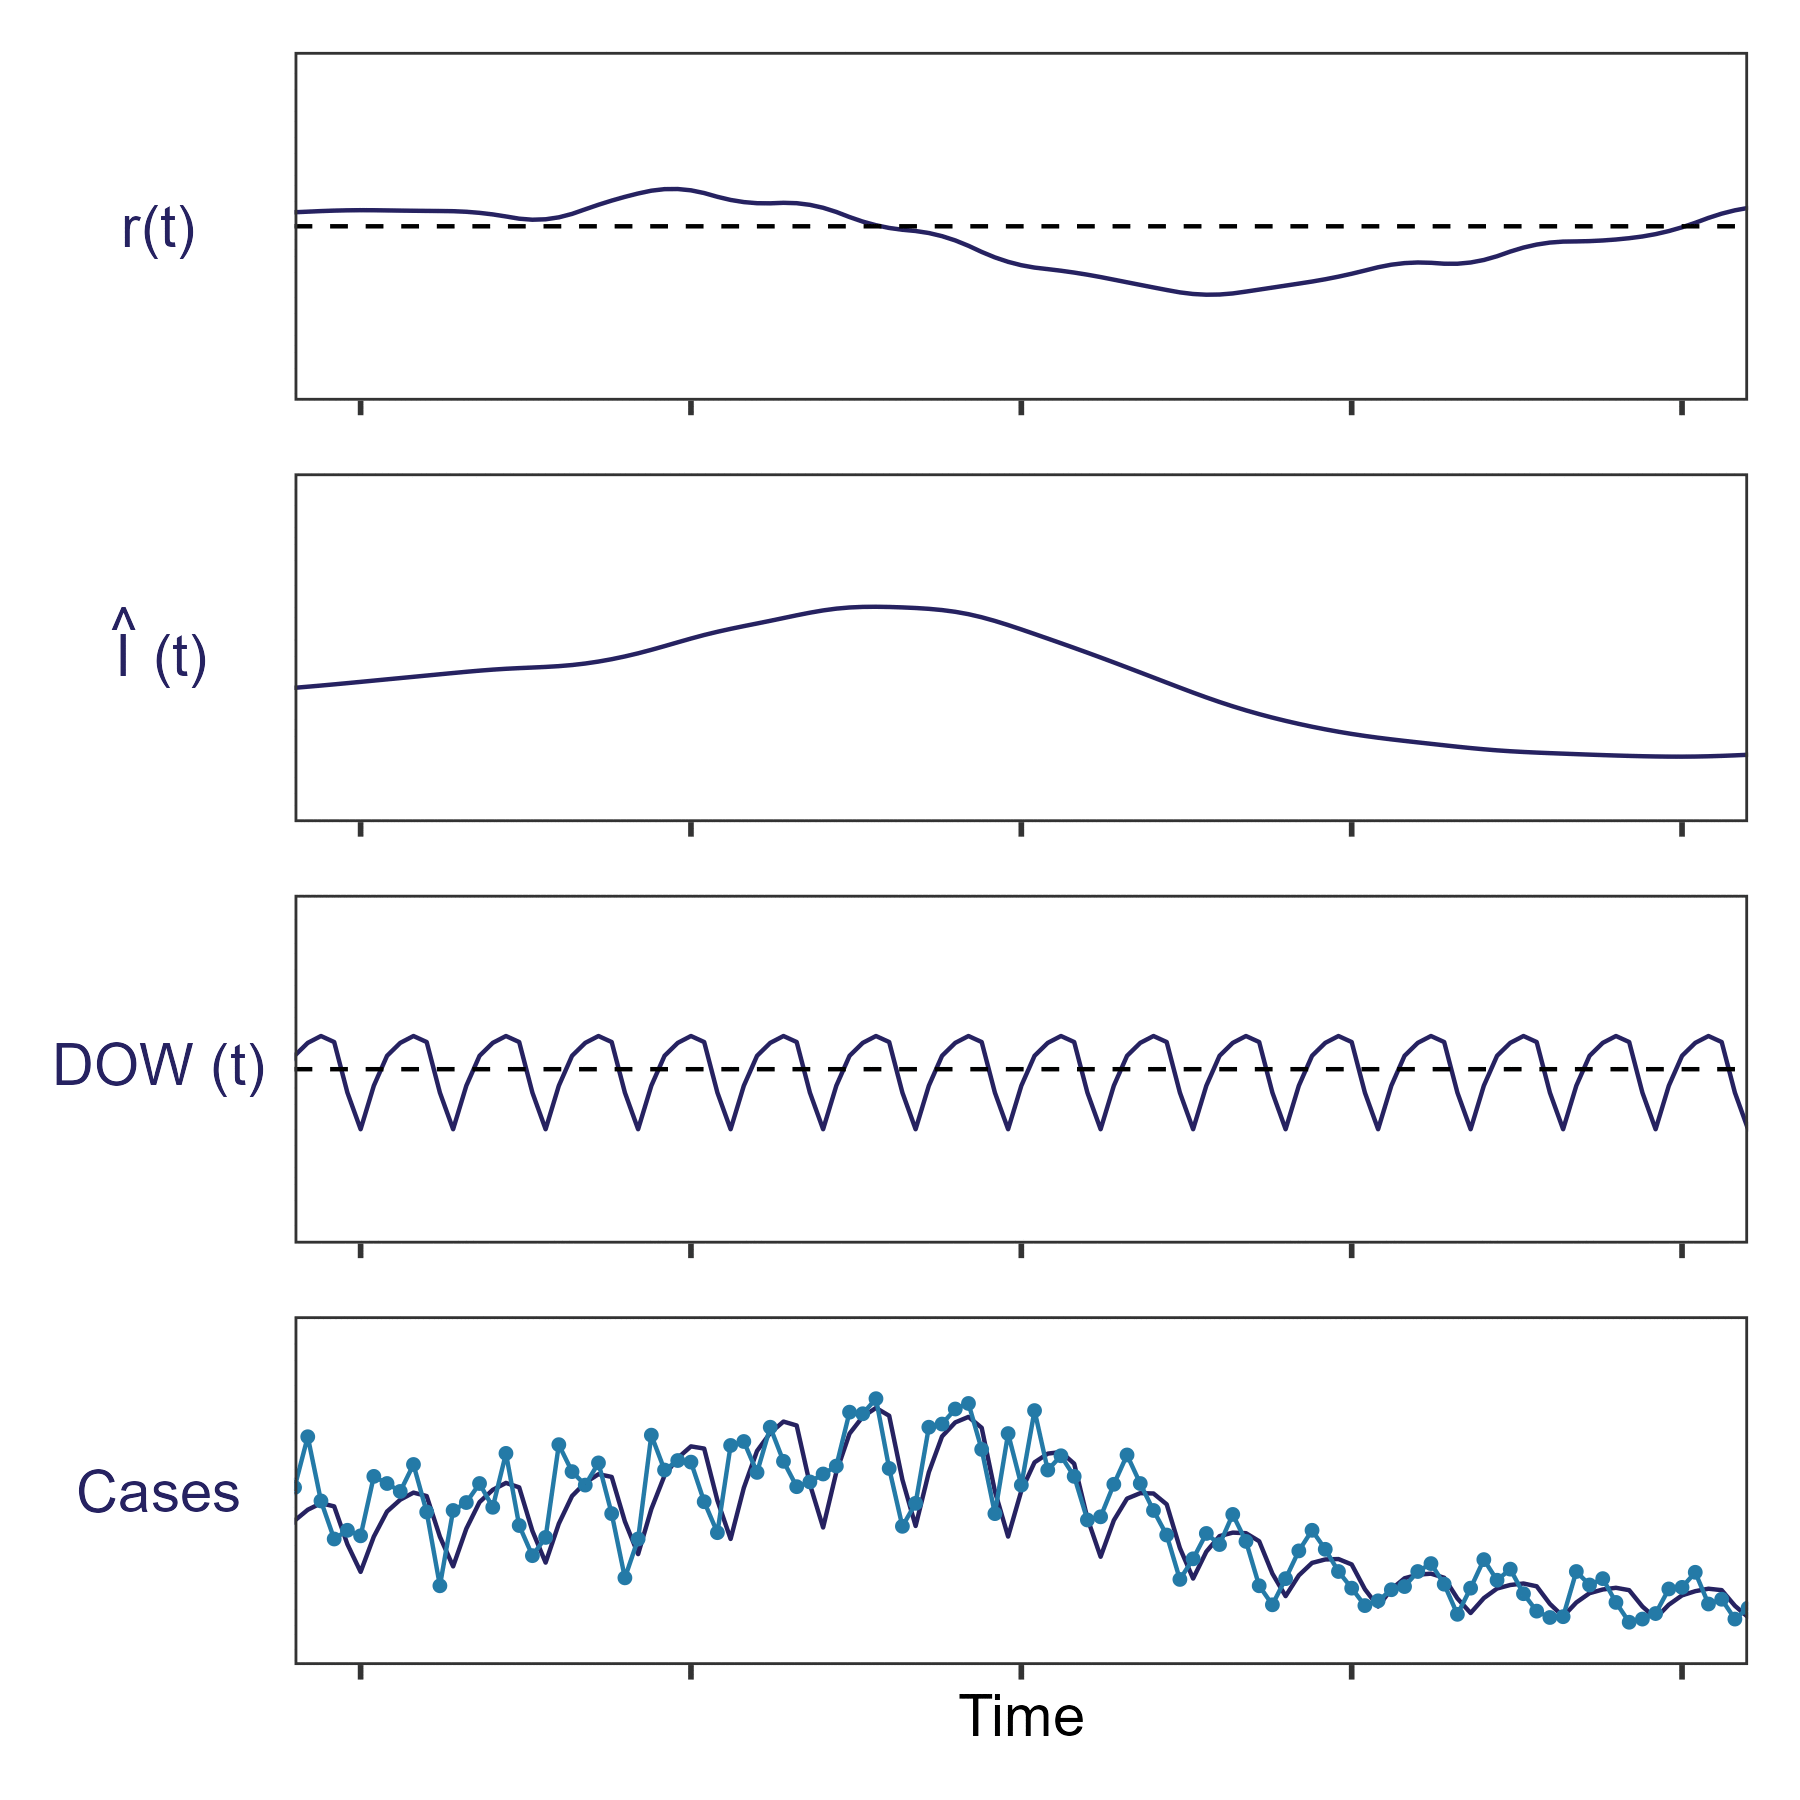 r(t)
Î (t)
DOW (t)
Cases
Time